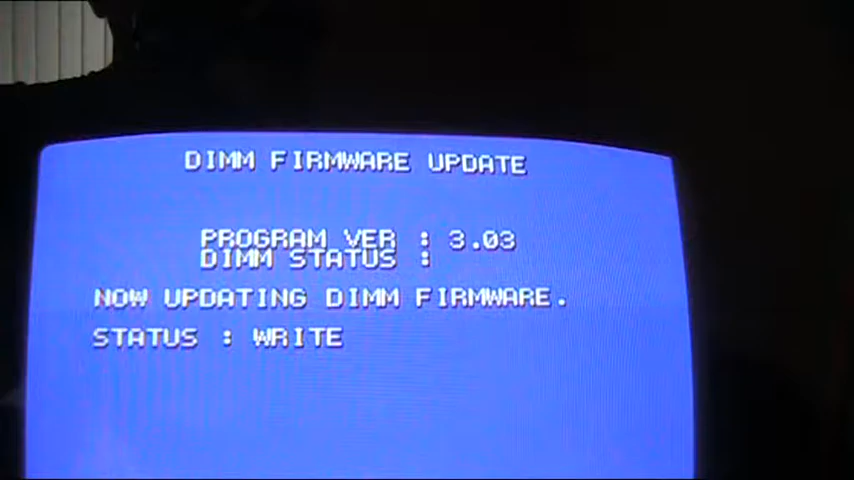 DIMM FIRMWARE UPDATE
PROGRAM VER : 3.03
DIMM STATUS :
NOW UPDATING DIMM FIRMWARE.
STATUS : WRITE